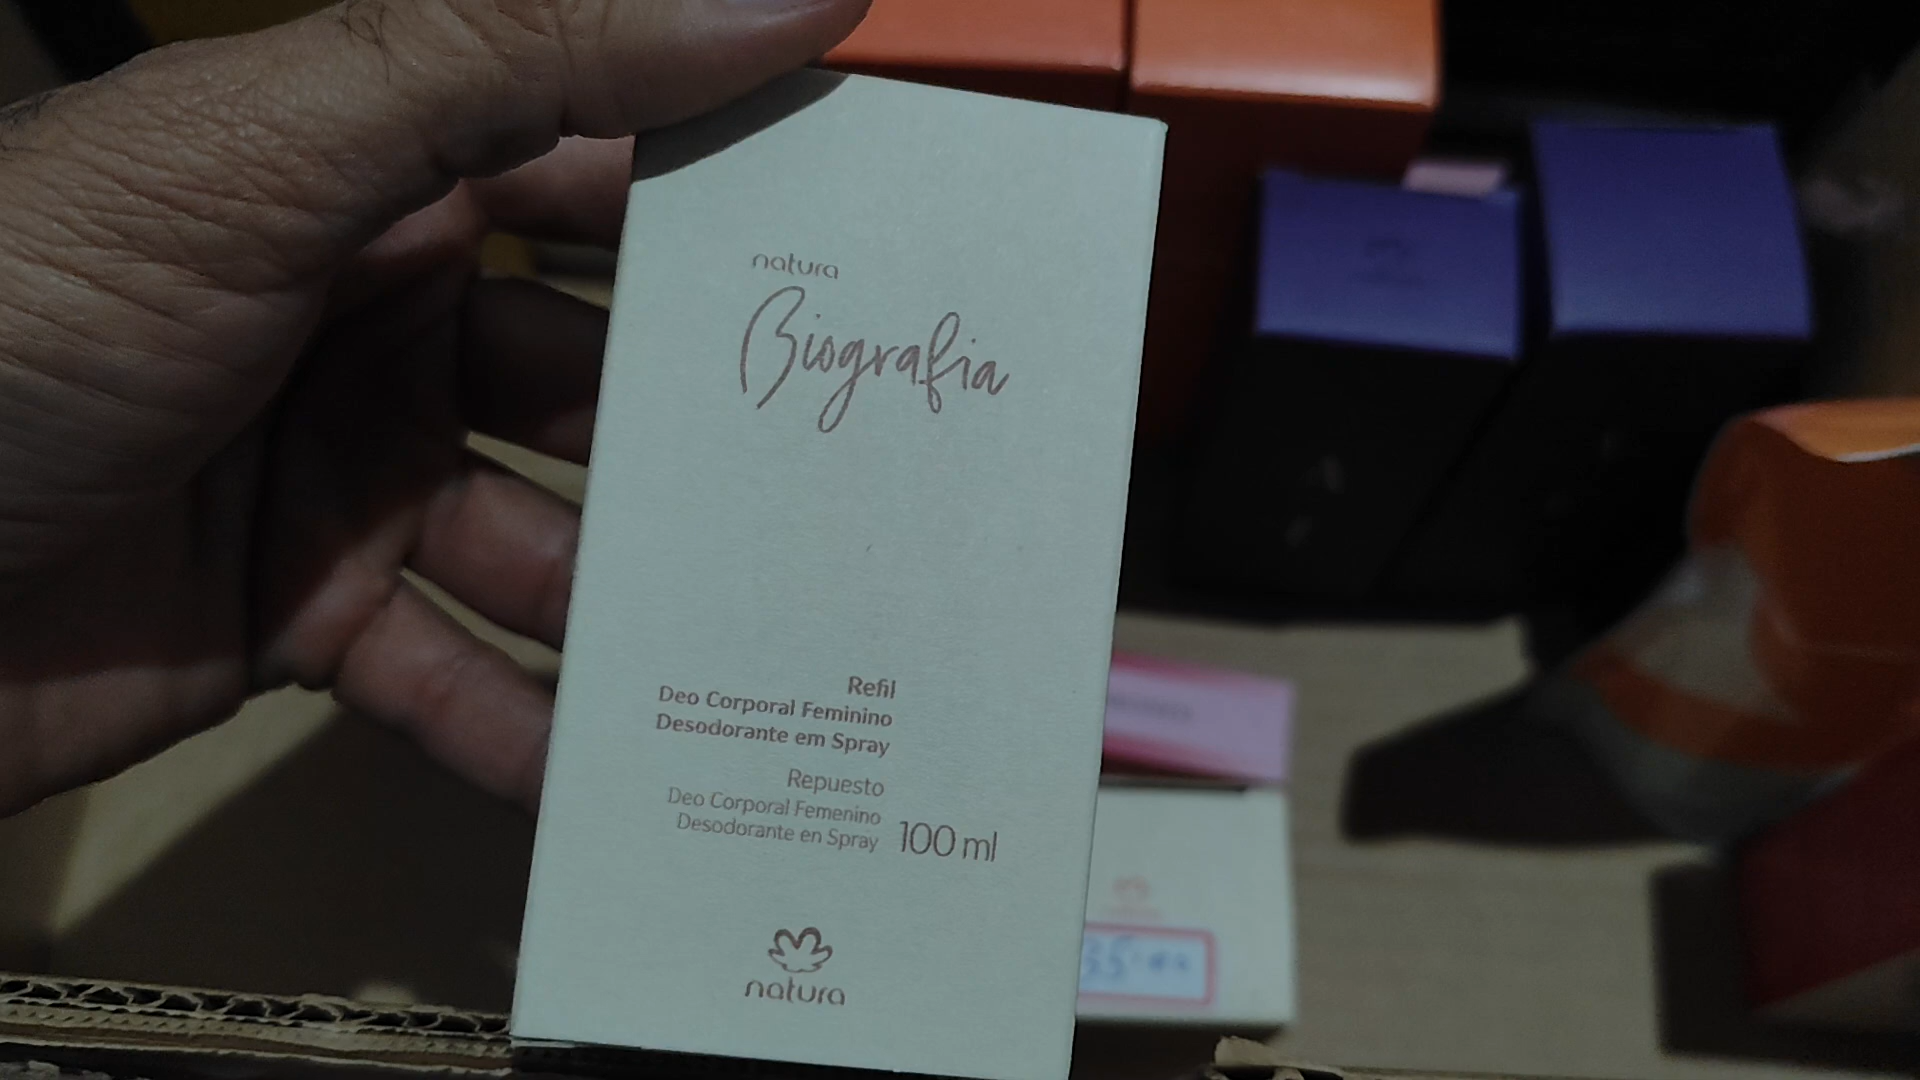 natura
Biografia
Refil
Deo Corporal Feminino
Desodorante em Spray
Repuesto
Deo Corporal Femenino
Desodorante en Spray
100 ml
natura